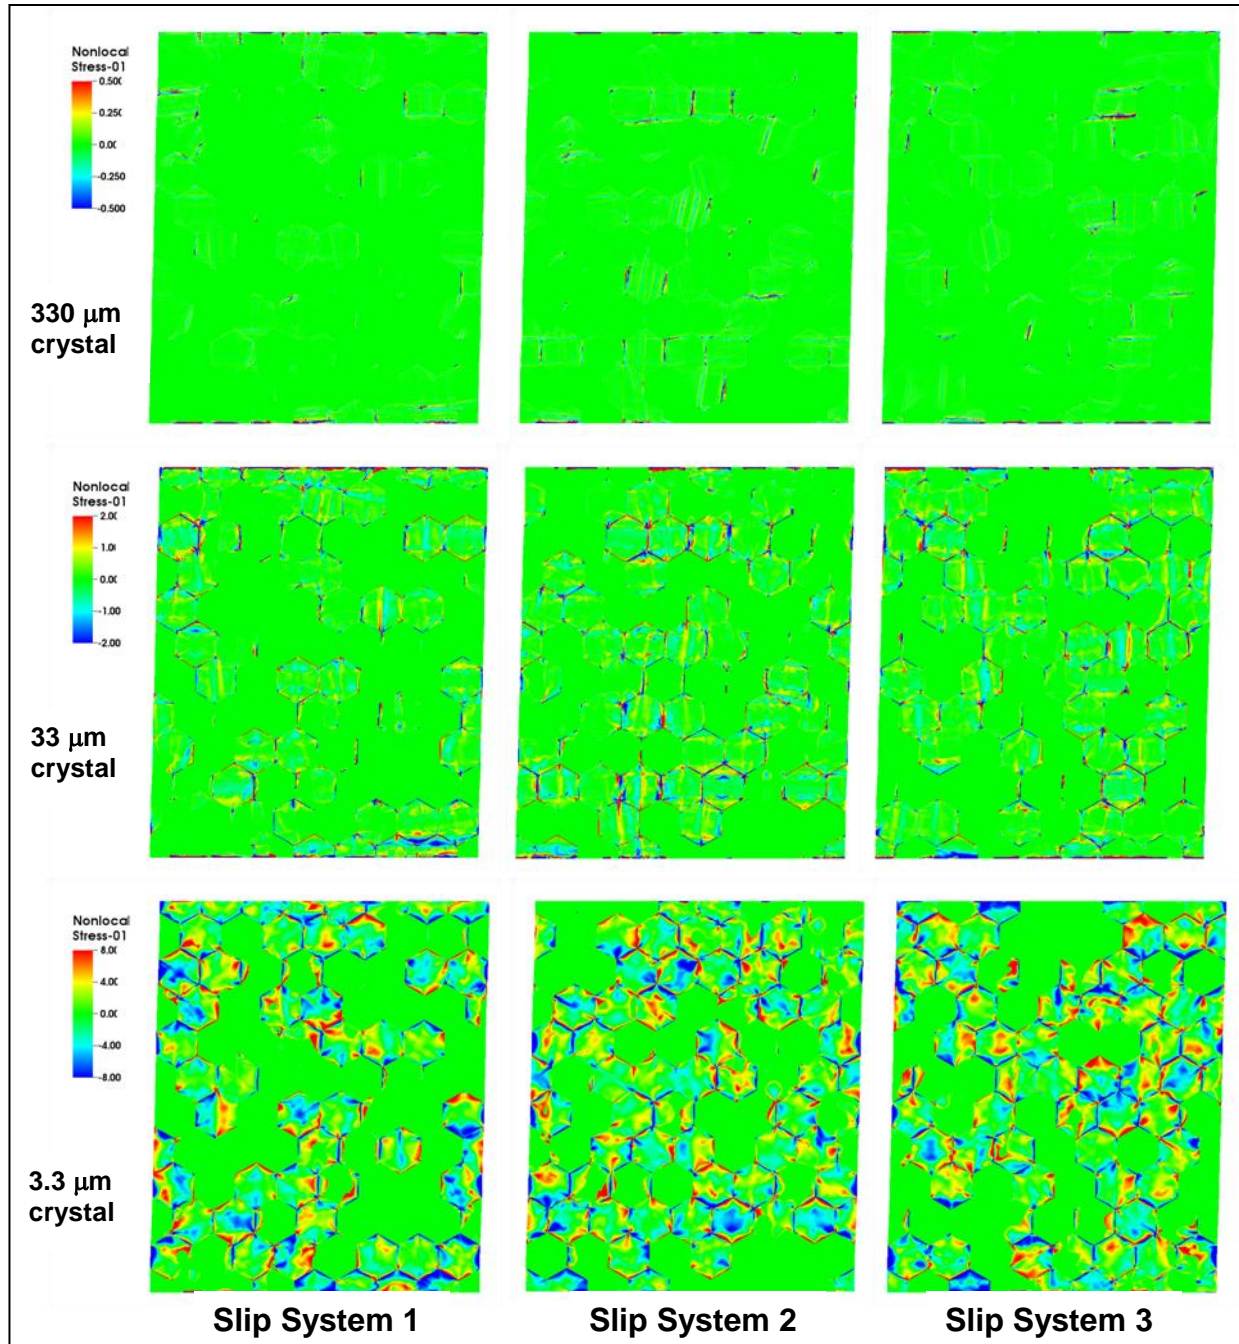 Nonlocal
Stress-01
0.500
0.250
0.00
-0.250
-0.500
330 μm
crystal
Nonlocal
Stress-01
2.00
1.00
0.00
-1.00
-2.00
33 μm
crystal
Nonlocal
Stress-01
8.00
4.00
0.00
-4.00
-8.00
3.3 μm
crystal
Slip System 1
Slip System 2
Slip System 3